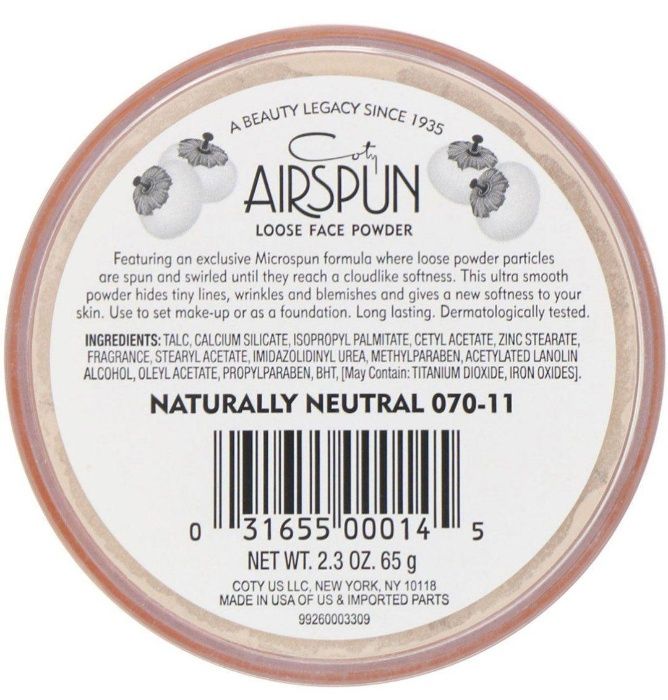 A BEAUTY LEGACY SINCE 1935
Coty
AIRSPUN
LOOSE FACE POWDER
Featuring an exclusive Microspun formula where loose powder particles
are spun and swirled until they reach a cloudlike softness. This ultra smooth
powder hides tiny lines, wrinkles and blemishes and gives a new softness to your
skin. Use to set make-up or as a foundation. Long lasting. Dermatologically tested.
INGREDIENTS: TALC, CALCIUM SILICATE, ISOPROPYL PALMITATE, CETYL ACETATE, ZINC STEARATE,
FRAGRANCE, STEARYL ACETATE, IMIDAZOLIDINYL UREA, METHYLPARABEN, ACETYLATED LANOLIN
ALCOHOL, OLEYL ACETATE, PROPYLPARABEN, BHT, [May Contain: TITANIUM DIOXIDE, IRON OXIDES].
NATURALLY NEUTRAL 070-11
0 31655 00014 5
NET WT. 2.3 OZ. 65 g
COTY US LLC, NEW YORK, NY 10118
MADE IN USA OF US & IMPORTED PARTS
99260003309